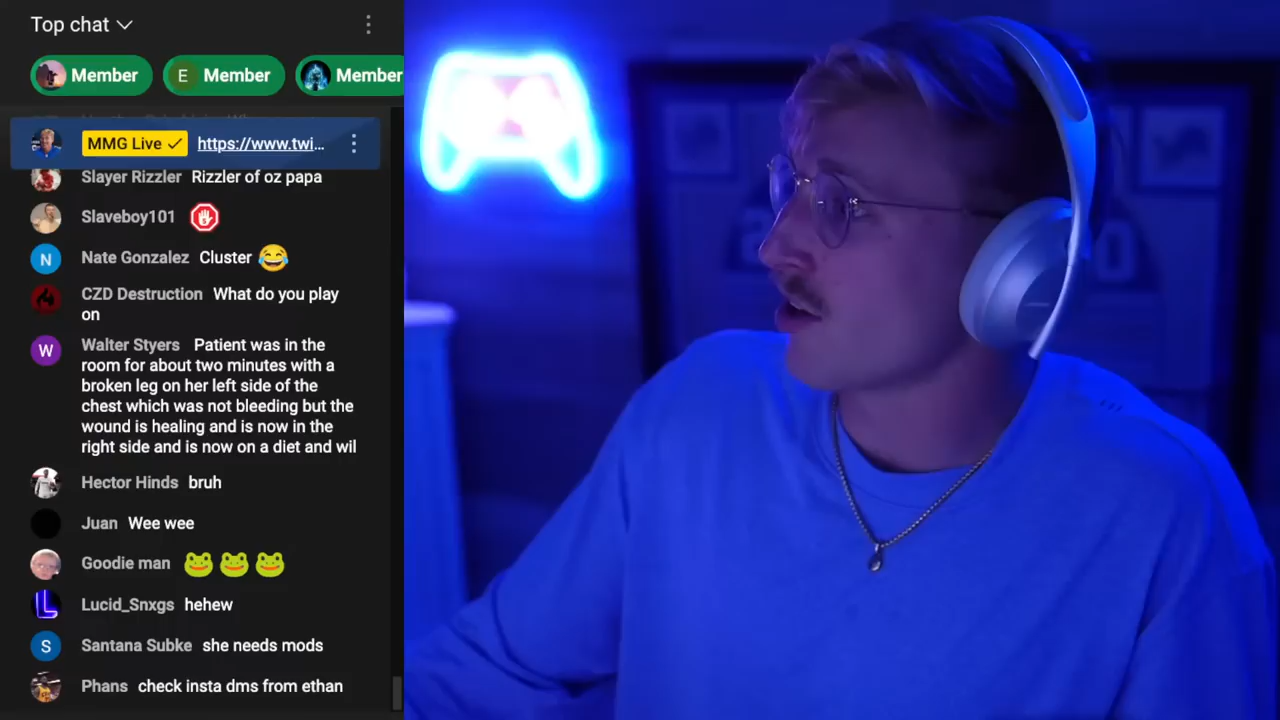 Top chat
Member
E Member
Member
MMG Live https://www.twi...
Slayer Rizzler Rizzler of oz papa
Slaveboy101
N Nate Gonzalez Cluster 😂
CZD Destruction What do you play
on
W Walter Styers Patient was in the
room for about two minutes with a
broken leg on her left side of the
chest which was not bleeding but the
wound is healing and is now in the
right side and is now on a diet and wil
Hector Hinds bruh
Juan Wee wee
Goodie man 🐸 🐸 🐸
L Lucid_Snxgs hehew
S Santana Subke she needs mods
Phans check insta dms from ethan